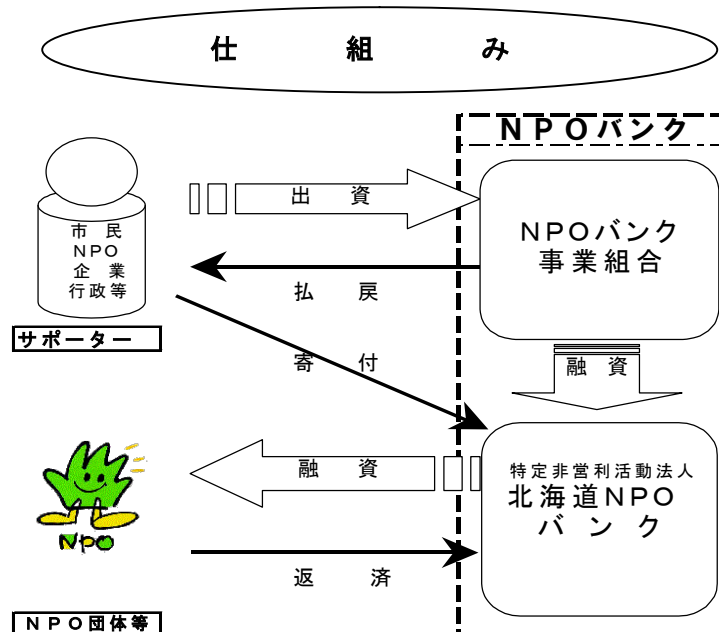 仕組み
NPOバンク
出資
市民
NPO
企業
行政等
NPOバンク
事業組合
払戻
サポーター
寄付
融資
融資
特定非営利活動法人
北海道NPO
バンク
Npo
返済
NPO団体等